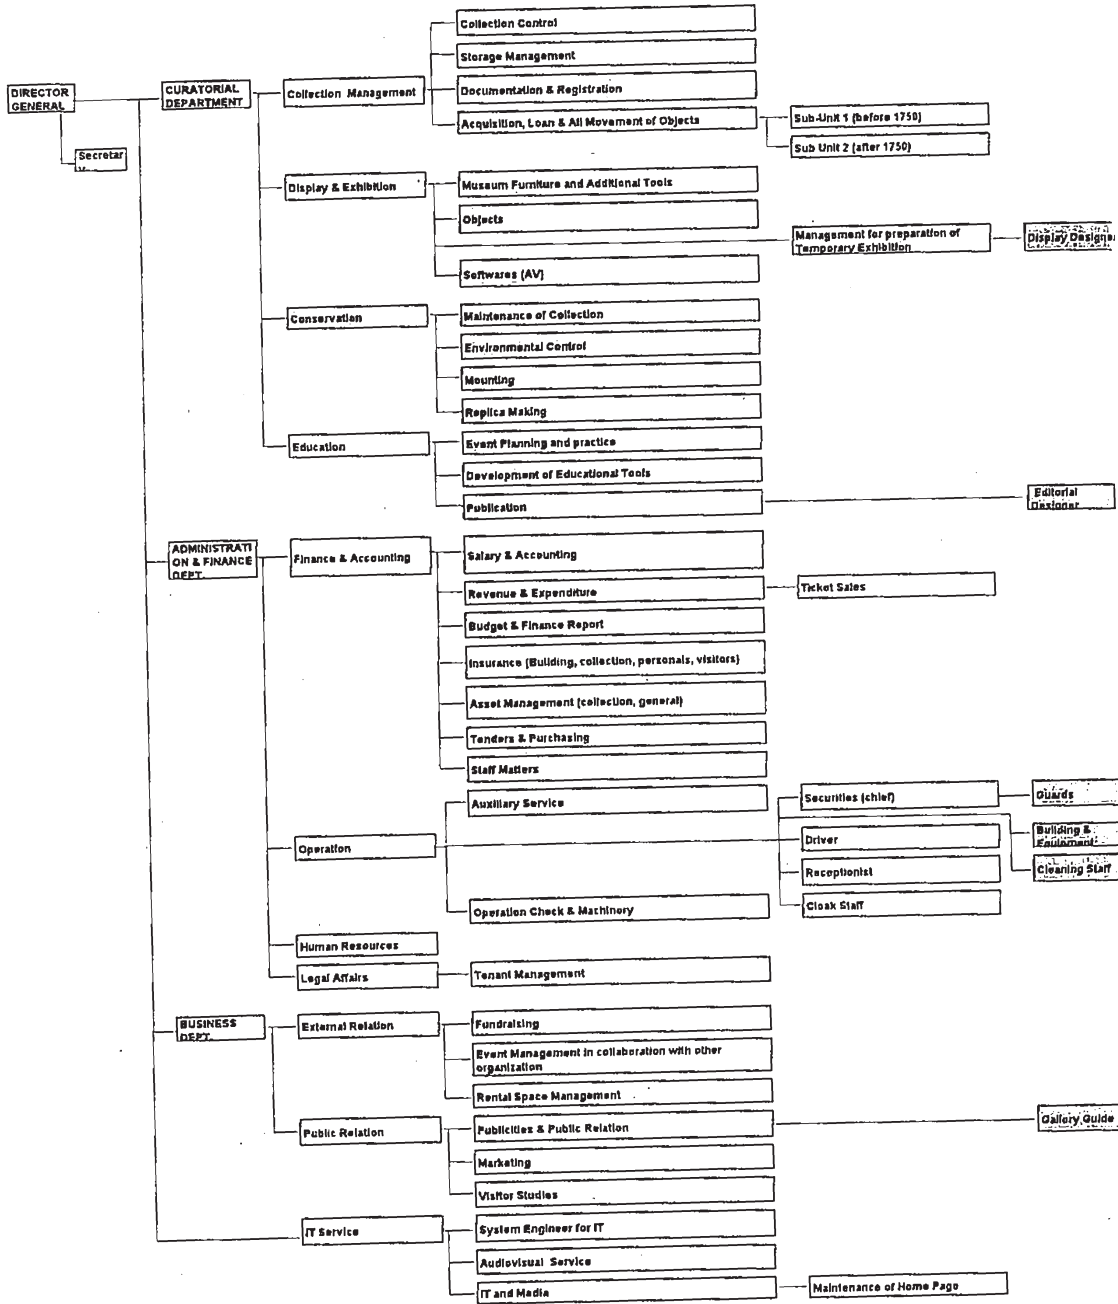 DIRECTOR
GENERAL
Secretar
y
CURATORIAL
DEPARTMENT
Collection Management
Collection Control
Storage Management
Documentation & Registration
Acquisition, Loan & All Movement of Objects
Sub-Unit 1 (before 1750)
Sub Unit 2 (after 1750)
Display & Exhibition
Museum Furniture and Additional Tools
Objects
Management for preparation of
Temporary Exhibition
Display Designer
Softwares (AV)
Conservation
Maintenance of Collection
Environmental Control
Mounting
Replica Making
Education
Event Planning and practice
Development of Educational Tools
Publication
Editorial
Designer
ADMINISTRATI
ON & FINANCE
DEPT.
Finance & Accounting
Salary & Accounting
Revenue & Expenditure
Ticket Sales
Budget & Finance Report
Insurance (Building, collection, personals, visitors)
Asset Management (collection, general)
Tenders & Purchasing
Staff Matters
Operation
Auxiliary Service
Securities (chief)
Guards
Building &
Equipment
Driver
Cleaning Staff
Receptionist
Cloak Staff
Operation Check & Machinery
Human Resources
Legal Affairs
Tenant Management
BUSINESS
DEPT.
External Relation
Fundraising
Event Management in collaboration with other
organization
Rental Space Management
Public Relation
Publicities & Public Relation
Gallery Guide
Marketing
Visitor Studies
IT Service
System Engineer for IT
Audiovisual Service
IT and Media
Maintenance of Home Page